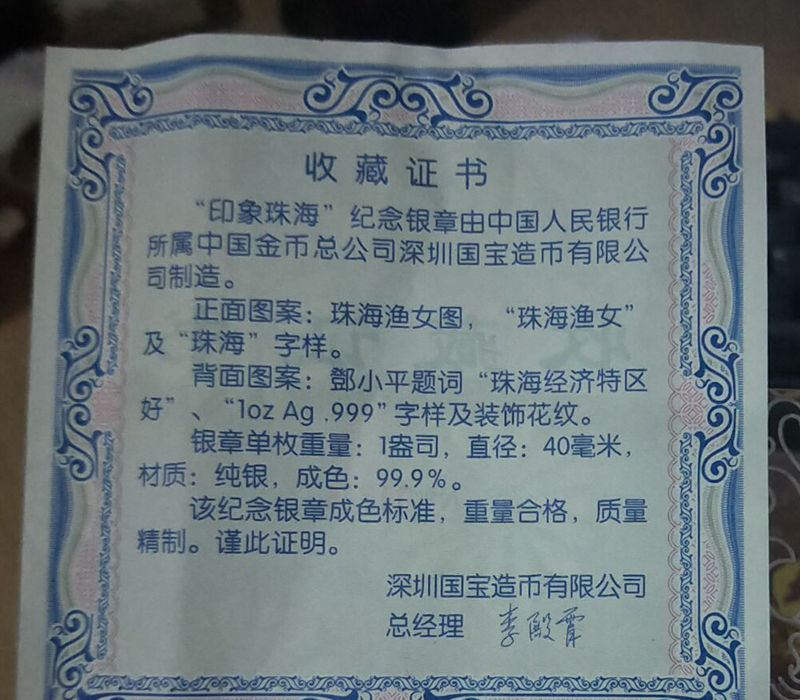 收藏证书
“印象珠海”纪念银章由中国人民银行
所属中国金币总公司深圳国宝造币有限公
司制造。
正面图案：珠海渔女图，“珠海渔女”
及“珠海”字样。
背面图案：鄧小平题词“珠海经济特区
好”、“1oz Ag .999”字样及装饰花纹。
银章单枚重量：1盎司，直径：40毫米，
材质：纯银，成色：99.9%。
该纪念银章成色标准，重量合格，质量
精制。谨此证明。
深圳国宝造币有限公司
总经理 李殿